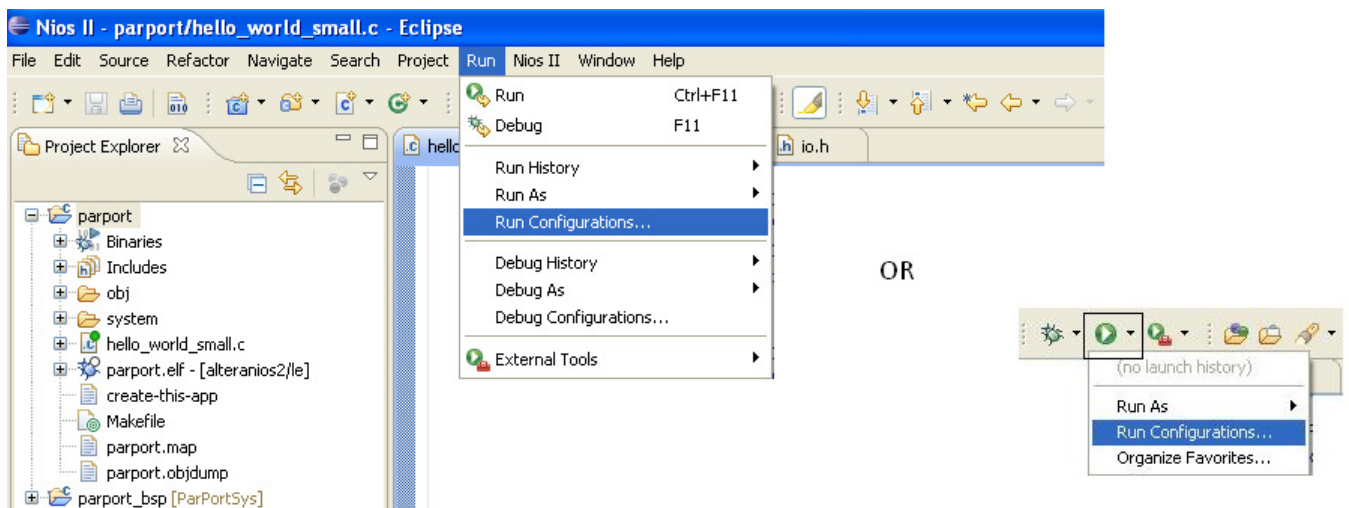 Nios II - parport/hello_world_small.c - Eclipse
File Edit Source Refactor Navigate Search Project Run Nios II Window Help
Run Ctrl+F11
Debug F11
Run History
Run As
Run Configurations...
Debug History
Debug As
Debug Configurations...
External Tools
010
Project Explorer
hello
io.h
parport
Binaries
Includes
obj
system
hello_world_small.c
parport.elf - [alteranios2/le]
create-this-app
Makefile
parport.map
parport.objdump
parport_bsp [ParPortSys]
OR
(no launch history)
Run As
Run Configurations...
Organize Favorites...